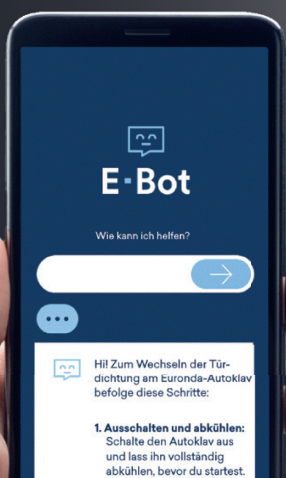 E-Bot
Wie kann ich helfen?
Hi! Zum Wechseln der Tür-
dichtung am Euronda-Autoklav
befolge diese Schritte:
1. Ausschalten und abkühlen:
Schalte den Autoklav aus
und lass ihn vollständig
abkühlen, bevor du startest.